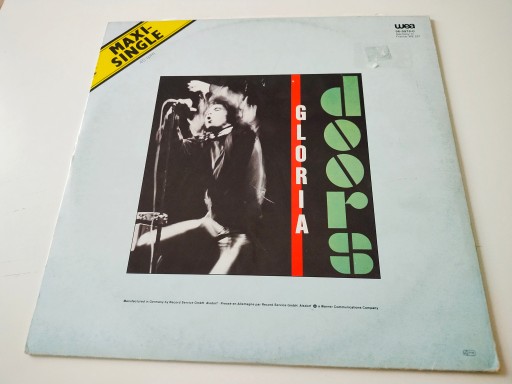 MAXI-
SINGLE
wea
GLORIA
doors
Manufactured in Germany by Record Service GmbH, Alsdorf · Pressé en Allemagne par Record Service GmbH, Alsdorf · a Warner Communications Company